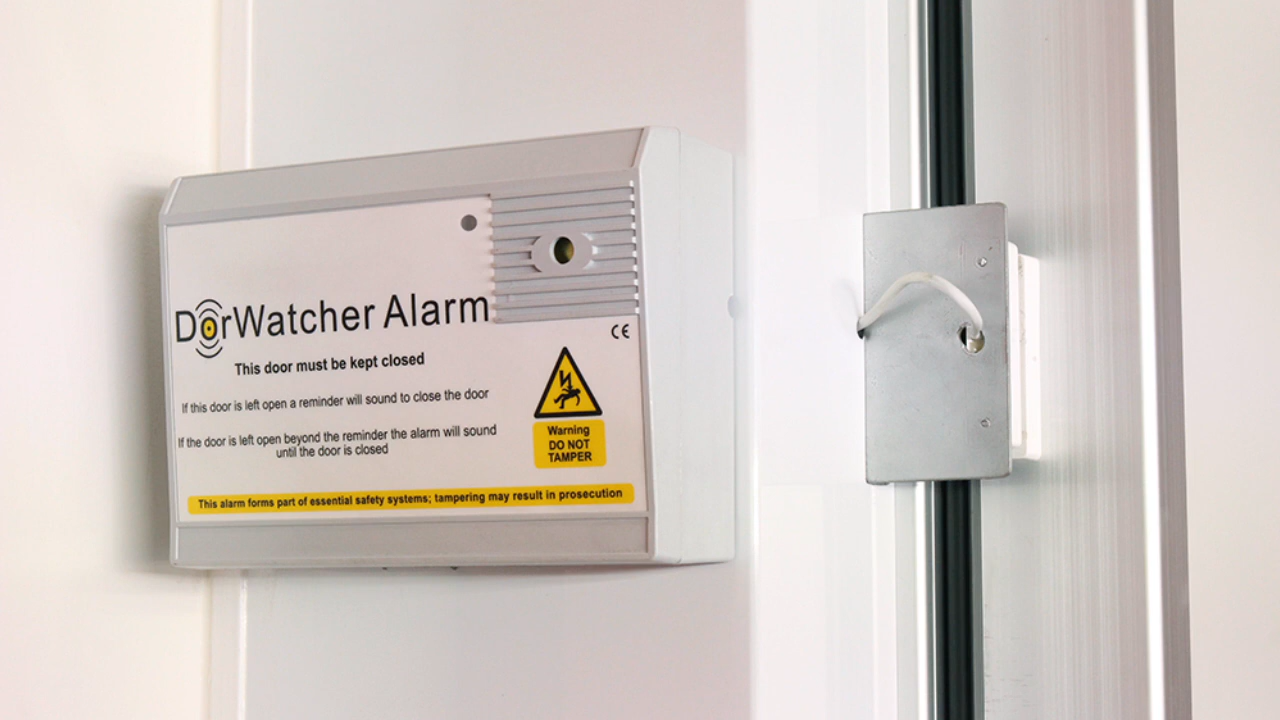 DorWatcher Alarm
CE
This door must be kept closed
If this door is left open a reminder will sound to close the door
If the door is left open beyond the reminder the alarm will sound
until the door is closed
Warning
DO NOT
TAMPER
This alarm forms part of essential safety systems; tampering may result in prosecution